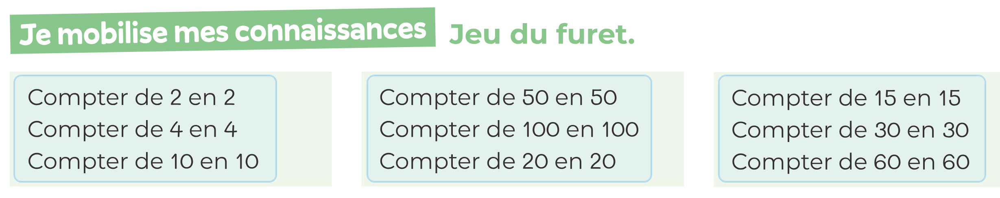 Je mobilise mes connaissances Jeu du furet.
Compter de 2 en 2
Compter de 4 en 4
Compter de 10 en 10
Compter de 50 en 50
Compter de 100 en 100
Compter de 20 en 20
Compter de 15 en 15
Compter de 30 en 30
Compter de 60 en 60